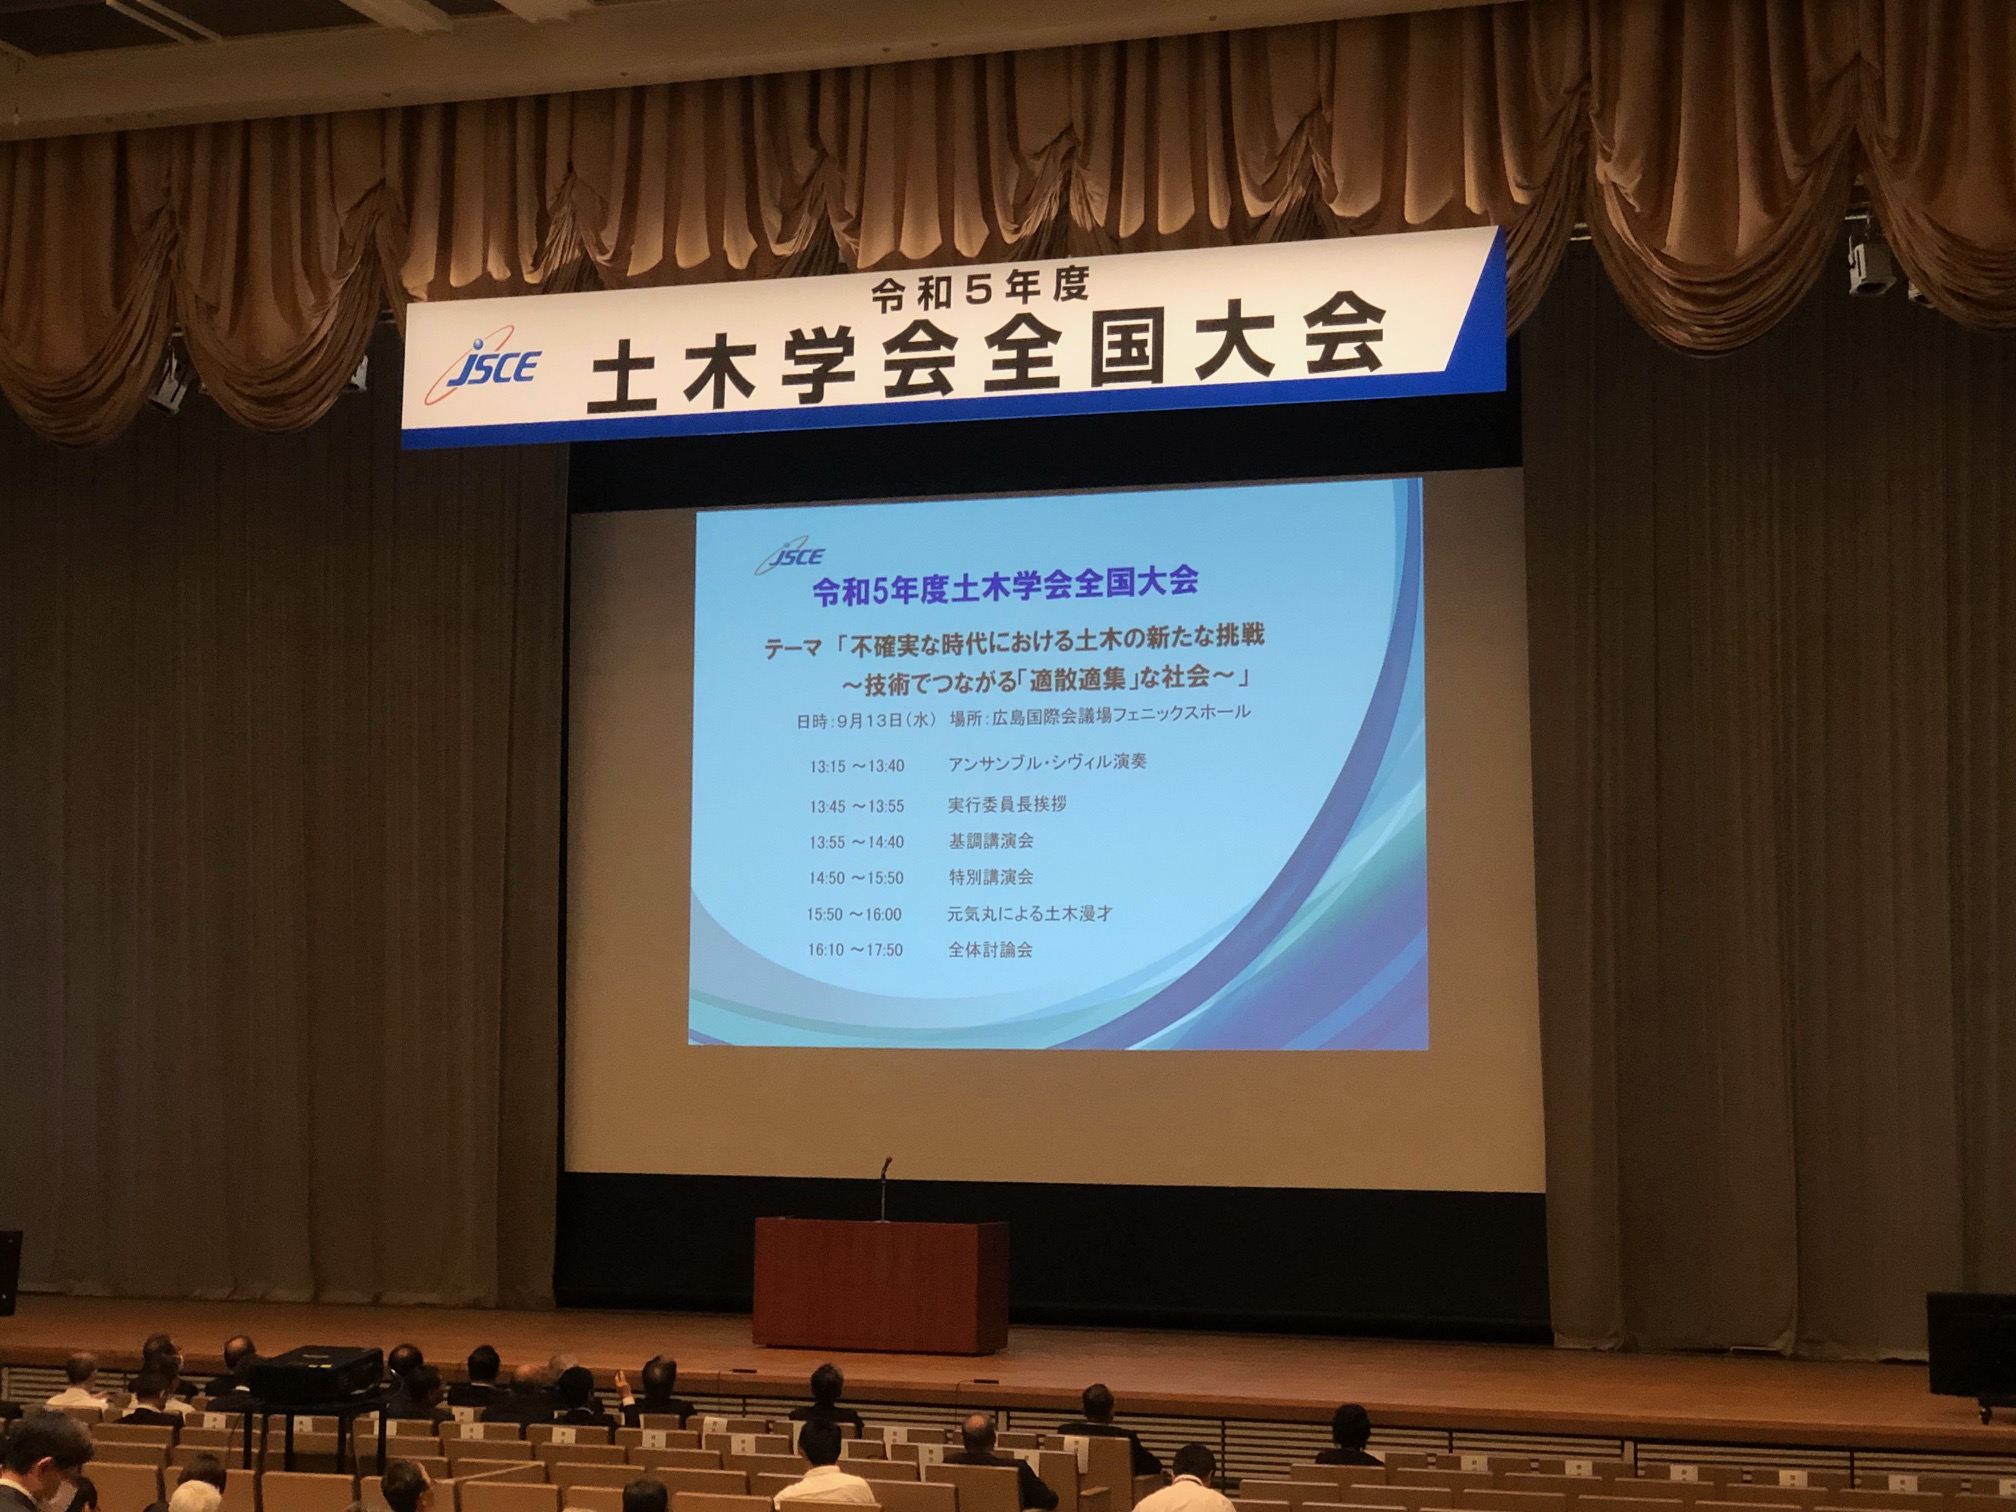 令和5年度
JSCE
土木学会全国大会
JSCE
令和5年度土木学会全国大会
テーマ 「不確実な時代における土木の新たな挑戦
～技術でつながる「適散適集」な社会～」
日時：9月13日（水） 場所：広島国際会議場フェニックスホール
13:15 ～13:40 アンサンブル・シヴィル演奏
13:45 ～13:55 実行委員長挨拶
13:55 ～14:40 基調講演会
14:50 ～15:50 特別講演会
15:50 ～16:00 元気丸による土木漫才
16:10 ～17:50 全体討論会